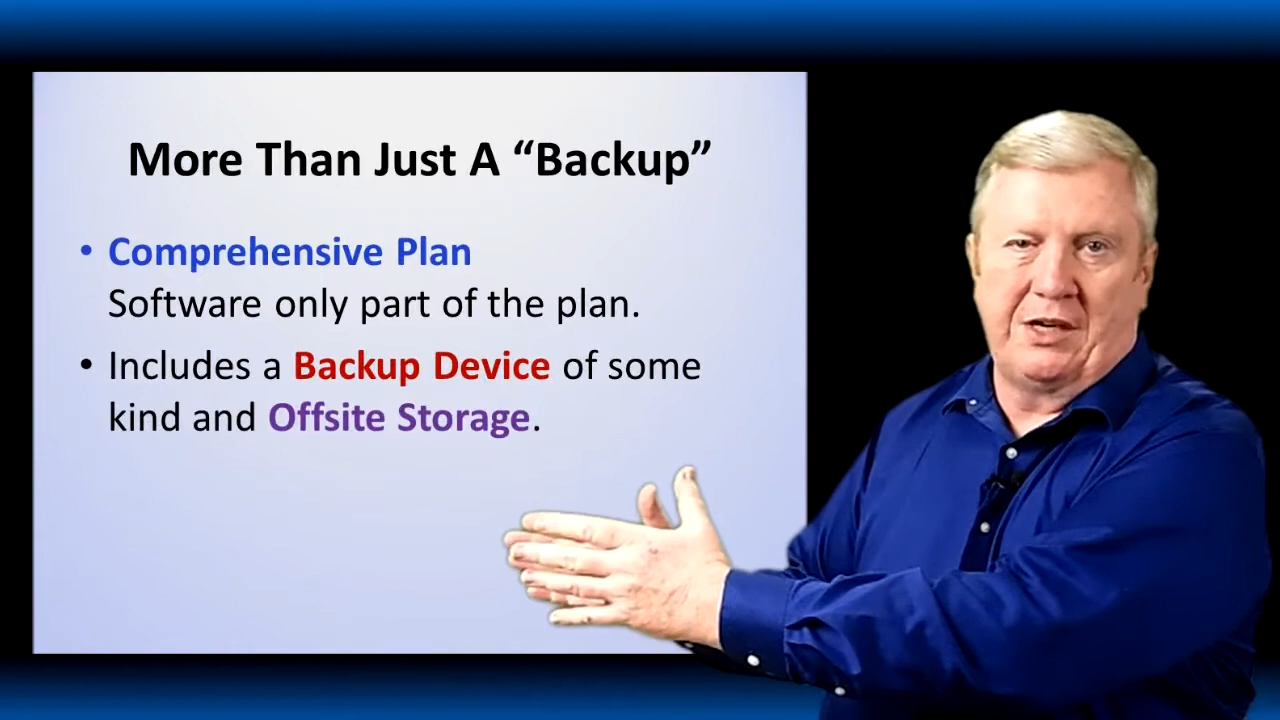 More Than Just A “Backup”
• Comprehensive Plan
Software only part of the plan.
• Includes a Backup Device of some
kind and Offsite Storage.